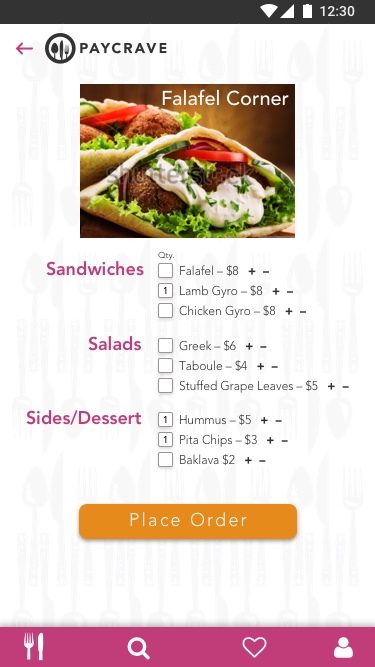 12:30
PAYCRAVE
Falafel Corner
shutterstock
Qty.
Sandwiches
Falafel – $8 + –
1 Lamb Gyro – $8 + –
Chicken Gyro – $8 + –
Salads
Greek – $6 + –
Taboule – $4 + –
Stuffed Grape Leaves – $5 + –
Sides/Dessert
1 Hummus – $5 + –
1 Pita Chips – $3 + –
Baklava $2 + –
Place Order